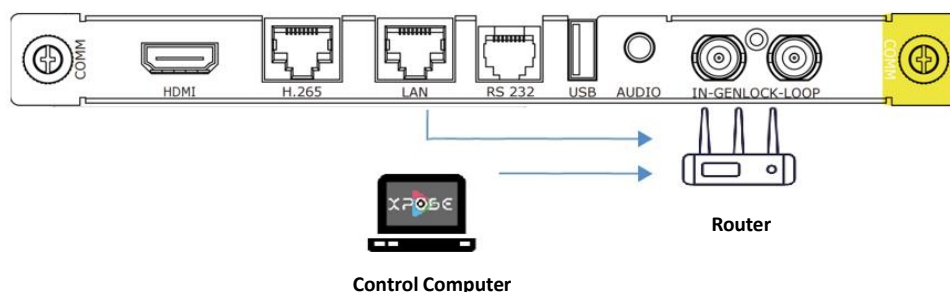 COMM
HDMI
H.265
LAN
RS 232
USB
AUDIO
IN-GENLOCK-LOOP
COMM
XPOSE
Router
Control Computer